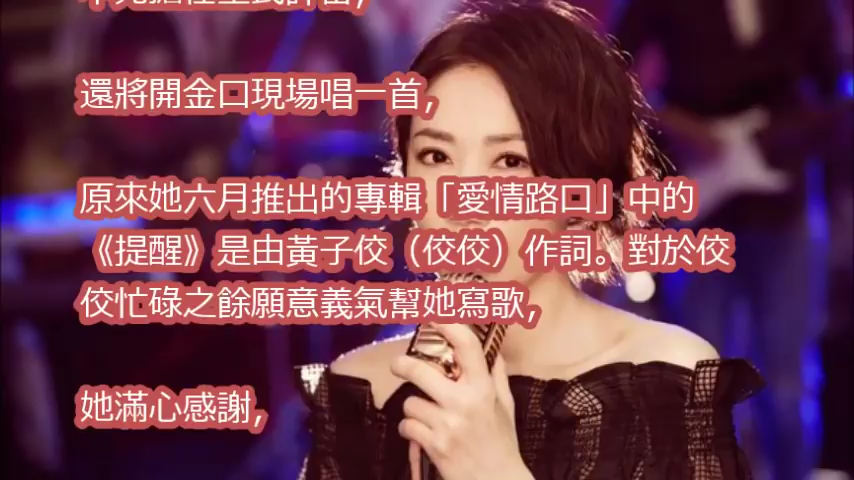 還將開金口現場唱一首，
原來她六月推出的專輯「愛情路口」中的
《提醒》是由黃子佼（佼佼）作詞。對於佼
佼忙碌之餘願意義氣幫她寫歌，
她滿心感謝，